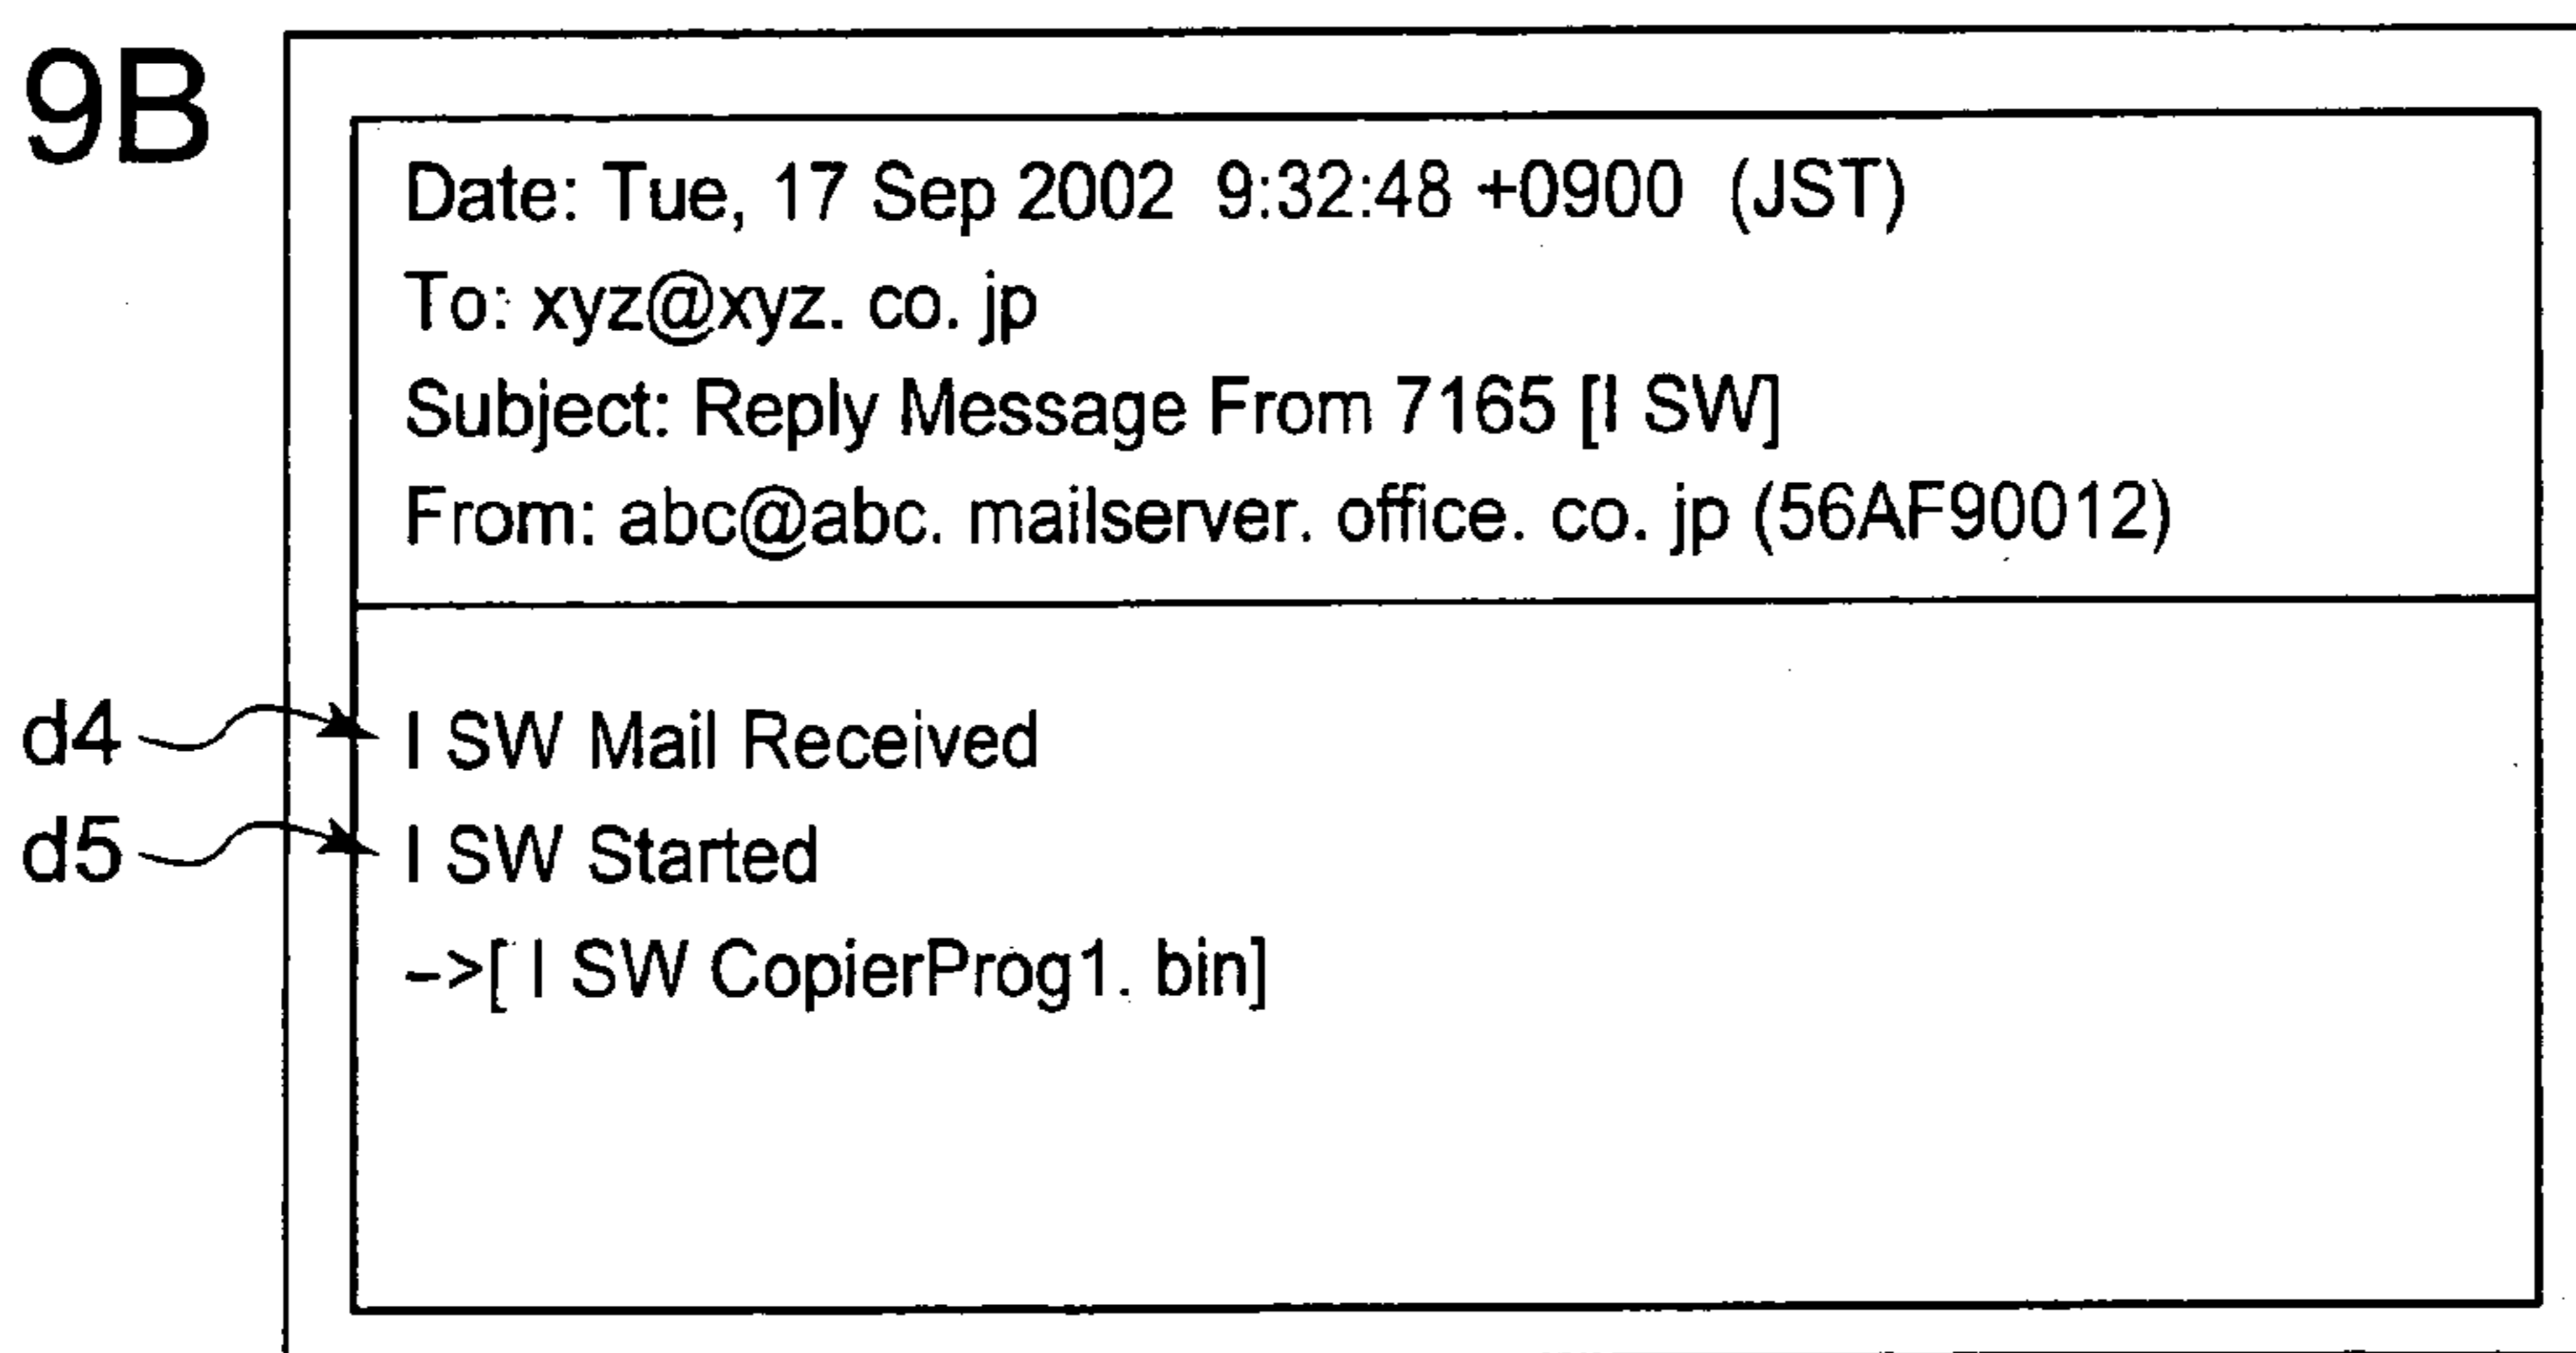 9B
Date: Tue, 17 Sep 2002  9:32:48 +0900  (JST)
To: xyz@xyz. co. jp
Subject: Reply Message From 7165 [I SW]
From: abc@abc. mailserver. office. co. jp (56AF90012)
d4 I SW Mail Received
d5 I SW Started
–>[ I SW CopierProg1. bin]